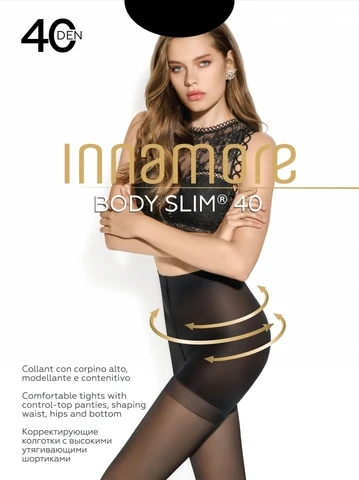 40 DEN
innamore
BODY SLIM® 40
Collant con corpino alto,
modellante e contenitivo
Comfortable tights with
control-top panties, shaping
waist, hips and bottom
Корректирующие
колготки с высокими
утягивающими
шортиками